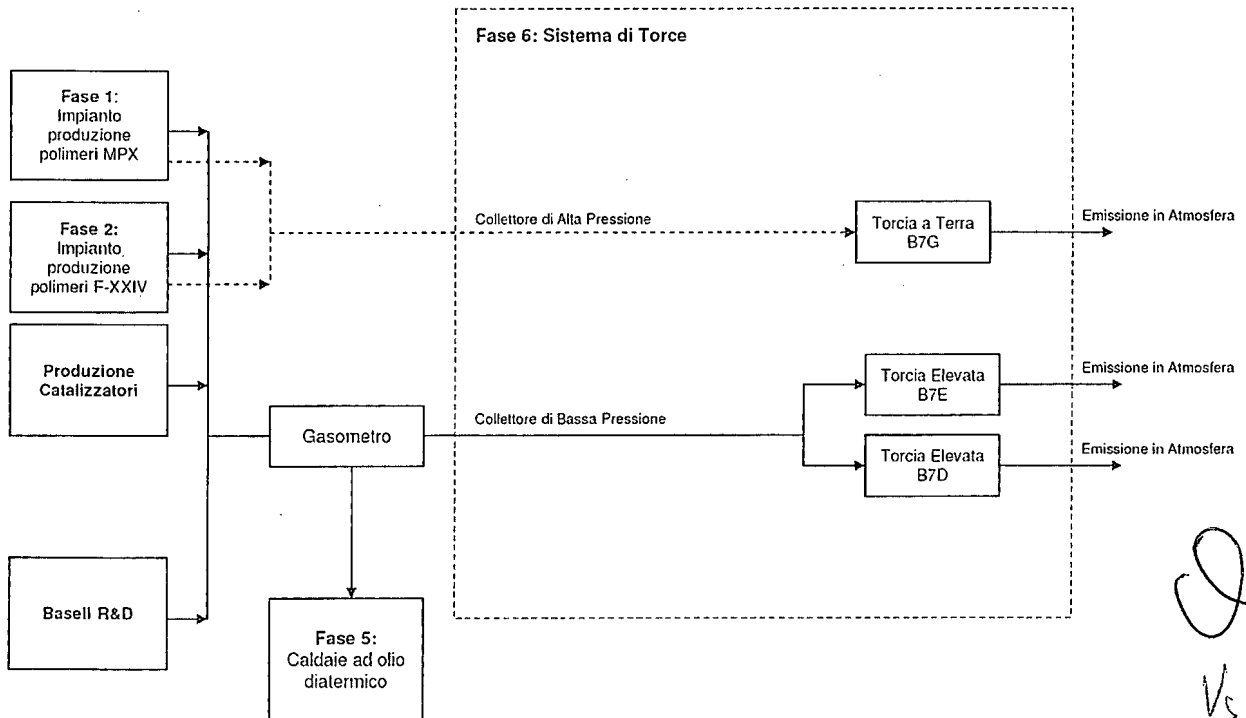 Fase 6: Sistema di Torce
Fase 1:
Impianto
produzione
polimeri MPX
Fase 2:
Impianto
produzione
polimeri F-XXIV
Collettore di Alta Pressione
Torcia a Terra
B7G
Emissione in Atmosfera
Produzione
Catalizzatori
Torcia Elevata
B7E
Emissione in Atmosfera
Gasometro
Collettore di Bassa Pressione
Torcia Elevata
B7D
Emissione in Atmosfera
Basell R&D
Fase 5:
Caldaie ad olio
diatermico